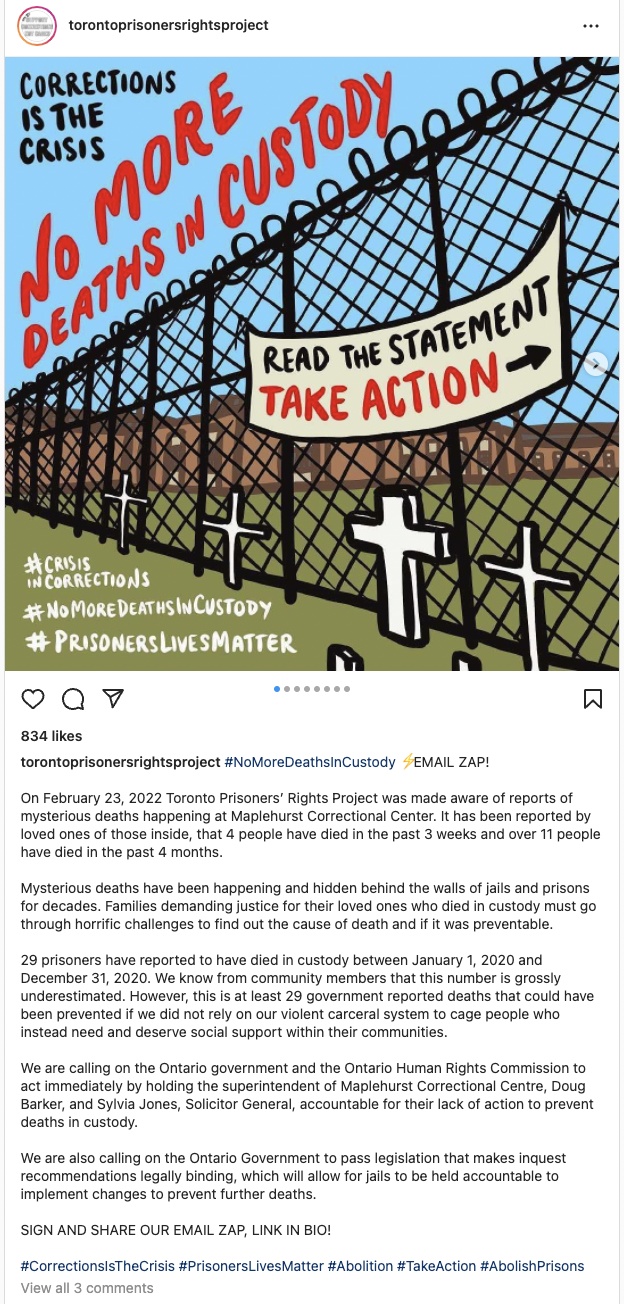 torontoprisonersrightsproject
CORRECTIONS
IS THE
CRISIS
NO MORE
DEATHS IN CUSTODY
READ THE STATEMENT
TAKE ACTION
#CRISIS
IN CORRECTIONS
#NOMOREDEATHSINCUSTODY
#PRISONERSLIVESMATTER
834 likes
torontoprisonersrightsproject #NoMoreDeathsInCustody ⚡EMAIL ZAP!
On February 23, 2022 Toronto Prisoners’ Rights Project was made aware of reports of
mysterious deaths happening at Maplehurst Correctional Center. It has been reported by
loved ones of those inside, that 4 people have died in the past 3 weeks and over 11 people
have died in the past 4 months.
Mysterious deaths have been happening and hidden behind the walls of jails and prisons
for decades. Families demanding justice for their loved ones who died in custody must go
through horrific challenges to find out the cause of death and if it was preventable.
29 prisoners have reported to have died in custody between January 1, 2020 and
December 31, 2020. We know from community members that this number is grossly
underestimated. However, this is at least 29 government reported deaths that could have
been prevented if we did not rely on our violent carceral system to cage people who
instead need and deserve social support within their communities.
We are calling on the Ontario government and the Ontario Human Rights Commission to
act immediately by holding the superintendent of Maplehurst Correctional Centre, Doug
Barker, and Sylvia Jones, Solicitor General, accountable for their lack of action to prevent
deaths in custody.
We are also calling on the Ontario Government to pass legislation that makes inquest
recommendations legally binding, which will allow for jails to be held accountable to
implement changes to prevent further deaths.
SIGN AND SHARE OUR EMAIL ZAP, LINK IN BIO!
#CorrectionsIsTheCrisis #PrisonersLivesMatter #Abolition #TakeAction #AbolishPrisons
View all 3 comments